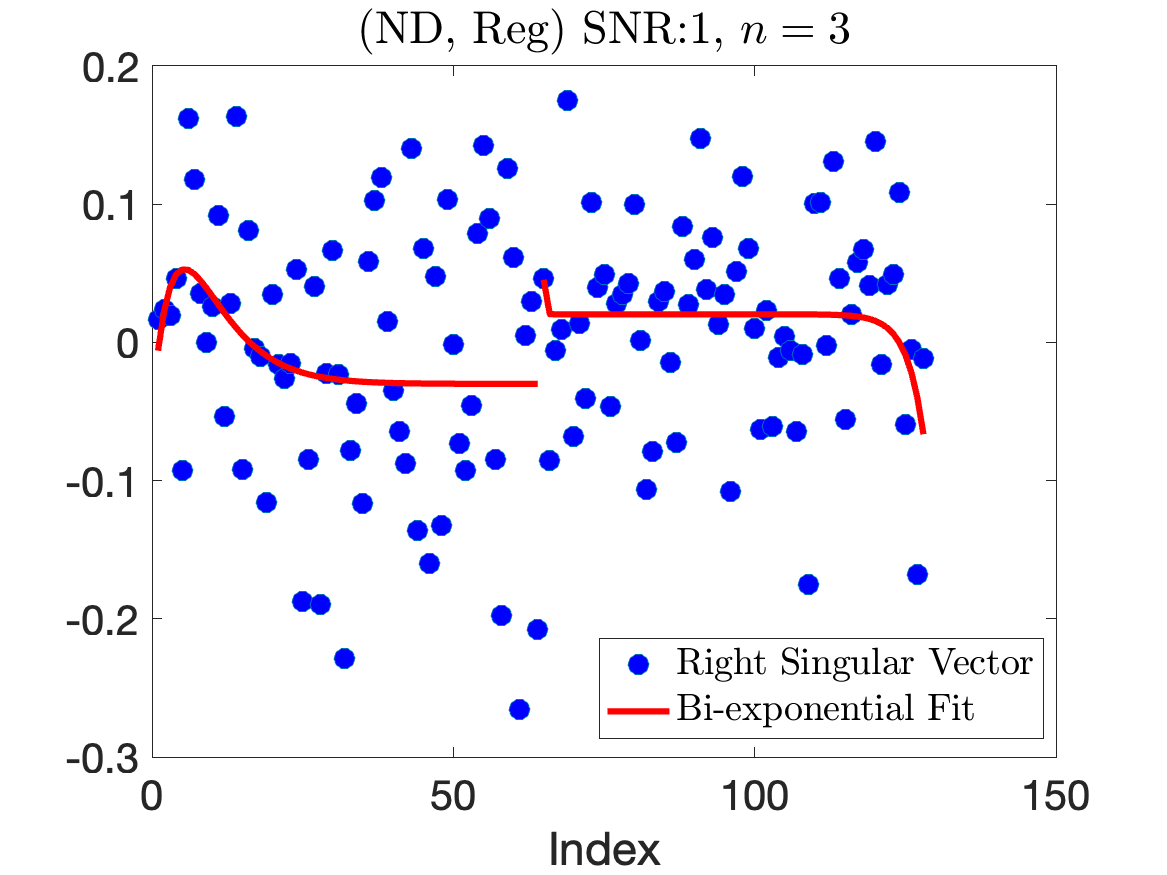 (ND, Reg) SNR:1, n = 3
0.2
0.1
0
-0.1
-0.2
-0.3
Right Singular Vector
Bi-exponential Fit
0 50 100 150
Index